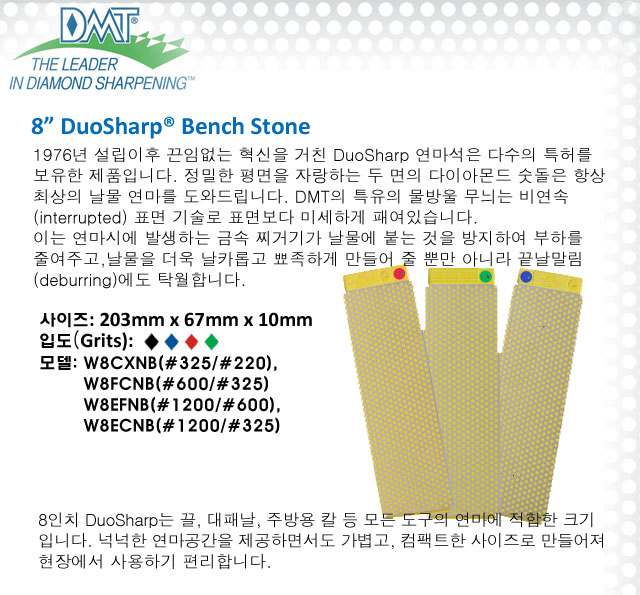 DMT®
THE LEADER
IN DIAMOND SHARPENING™
8” DuoSharp® Bench Stone
1976년 설립이후 끈임없는 혁신을 거친 DuoSharp 연마석은 다수의 특허를
보유한 제품입니다. 정밀한 평면을 자랑하는 두 면의 다이아몬드 숫돌은 항상
최상의 날물 연마를 도와드립니다. DMT의 특유의 물방울 무늬는 비연속
(interrupted) 표면 기술로 표면보다 미세하게 패여있습니다.
이는 연마시에 발생하는 금속 찌거기가 날물에 붙는 것을 방지하여 부하를
줄여주고,날물을 더욱 날카롭고 뾰족하게 만들어 줄 뿐만 아니라 끝날말림
(deburring)에도 탁월합니다.
사이즈: 203mm x 67mm x 10mm
입도(Grits):
모델: W8CXNB(#325/#220),
W8FCNB(#600/#325)
W8EFNB(#1200/#600),
W8ECNB(#1200/#325)
8인치 DuoSharp는 끌, 대패날, 주방용 칼 등 모든 도구의 연미에 적합한 크기
입니다. 넉넉한 연마공간을 제공하면서도 가볍고, 컴팩트한 사이즈로 만들어져
현장에서 사용하기 편리합니다.